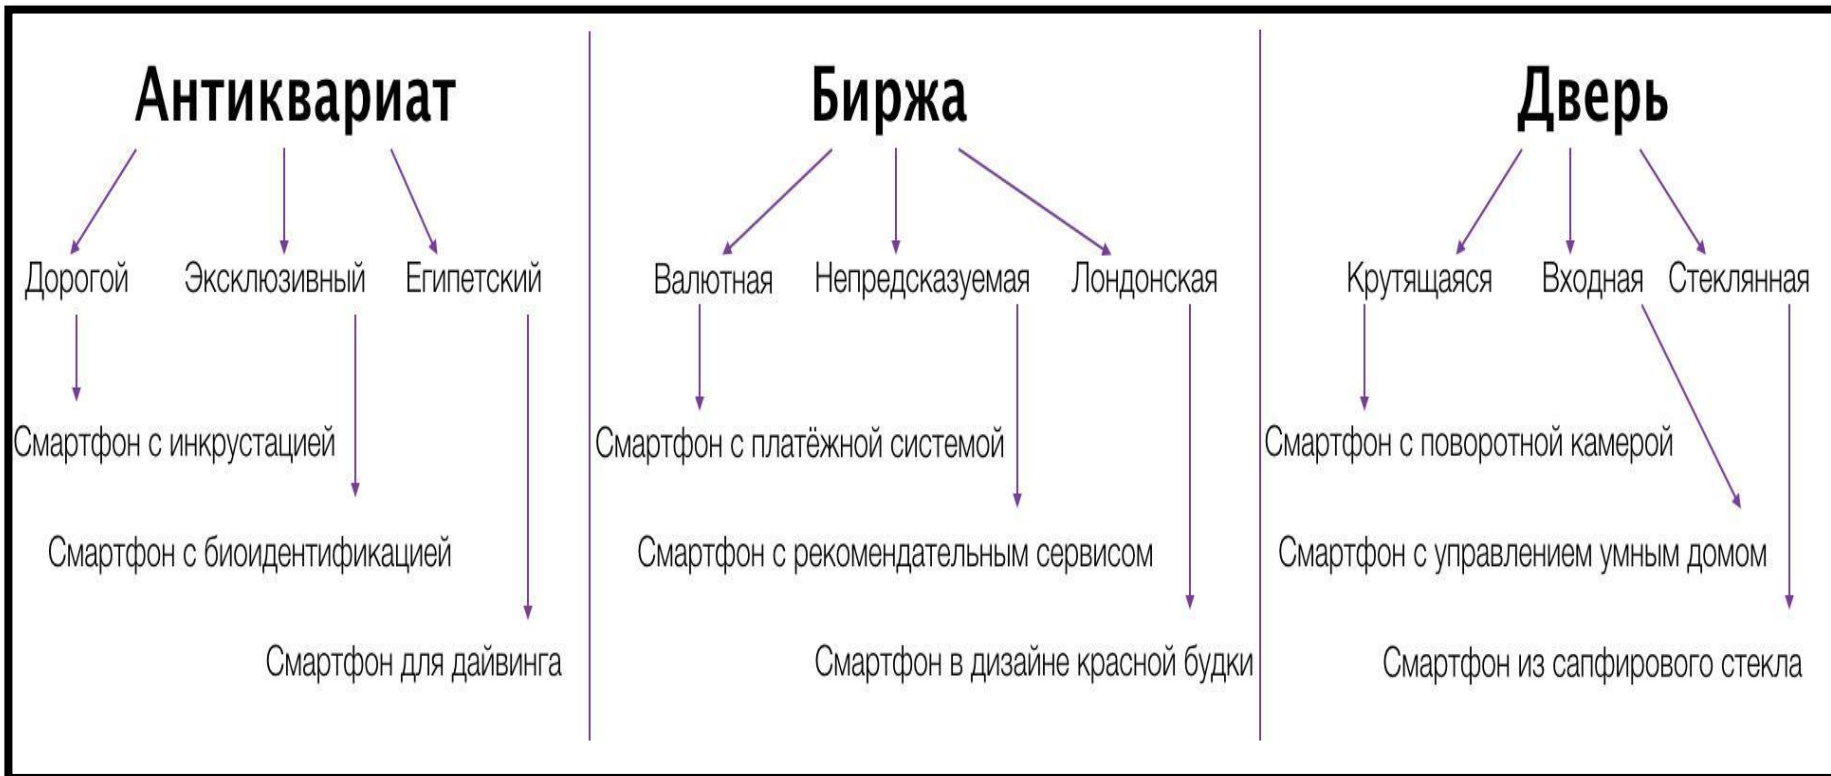 Антиквариат
Дорогой Эксклюзивный Египетский
Смартфон с инкрустацией
Смартфон с биоидентификацией
Смартфон для дайвинга
Биржа
Валютная Непредсказуемая Лондонская
Смартфон с платёжной системой
Смартфон с рекомендательным сервисом
Смартфон в дизайне красной будки
Дверь
Крутящаяся Входная Стеклянная
Смартфон с поворотной камерой
Смартфон с управлением умным домом
Смартфон из сапфирового стекла